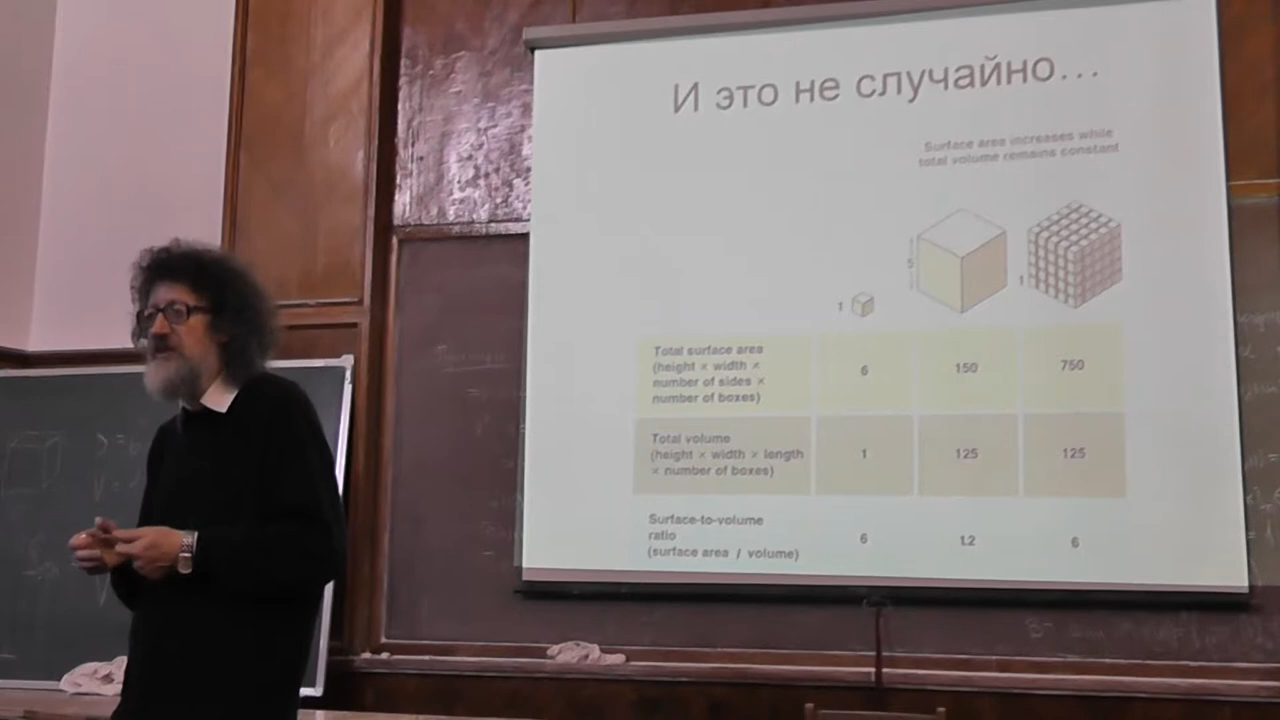 И это не случайно...
Surface area increases while
total volume remains constant
5
1
1
Total surface area
(height × width ×
number of sides ×
number of boxes)
6
150
750
Total volume
(height × width × length
× number of boxes)
1
125
125
Surface-to-volume
ratio
(surface area / volume)
6
1.2
6